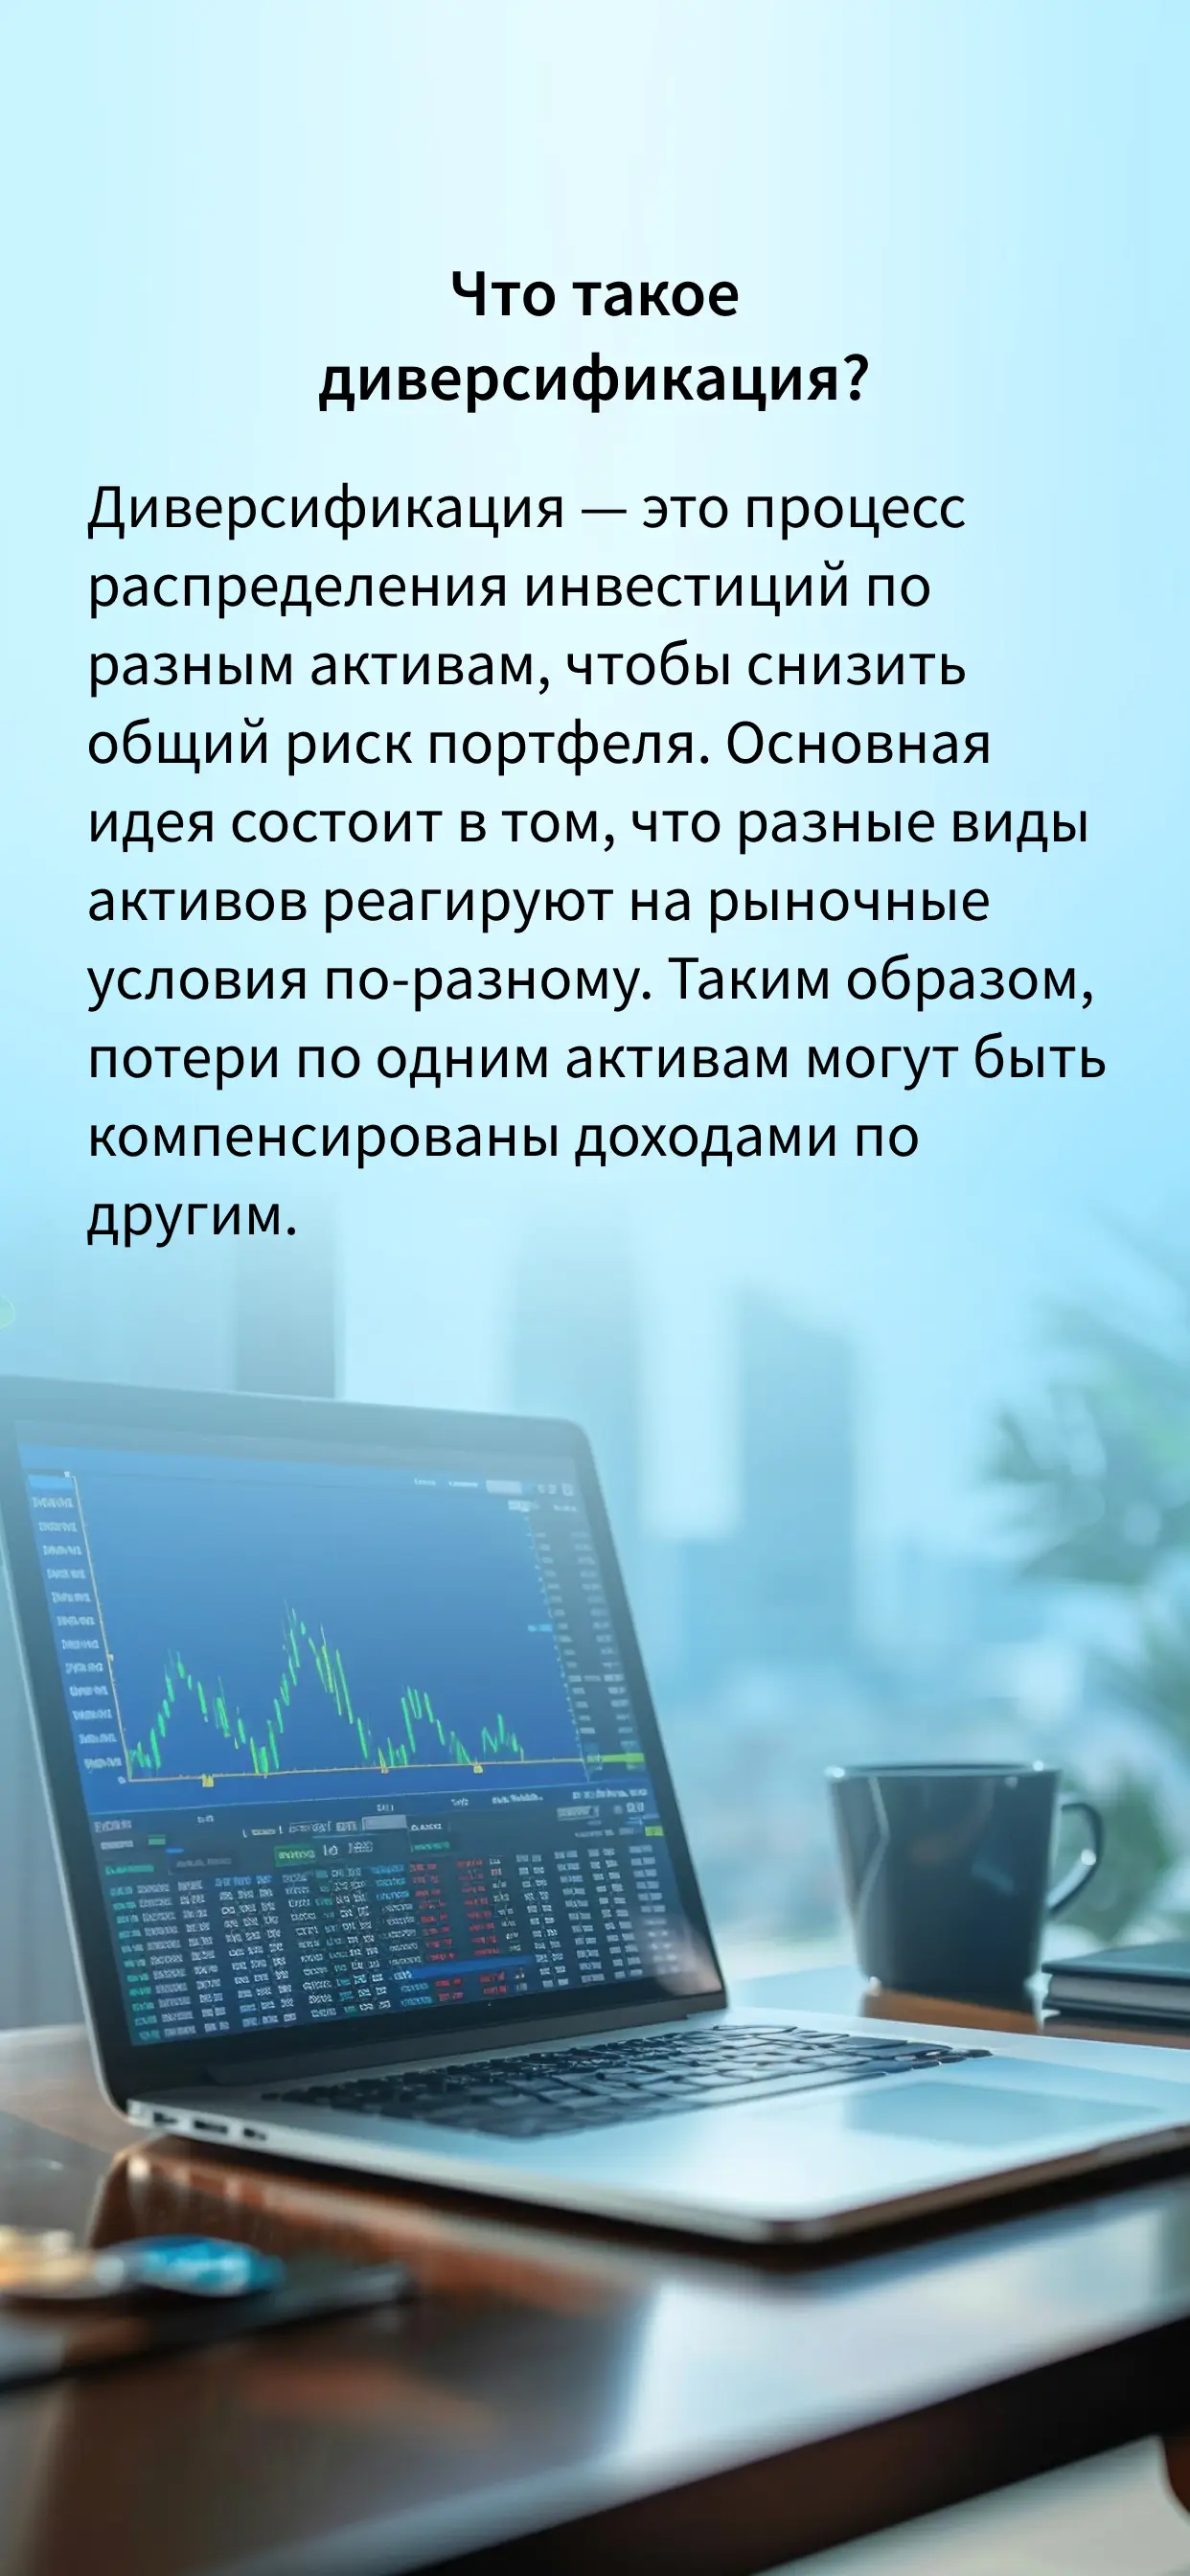 Что такое
диверсификация?
Диверсификация — это процесс
распределения инвестиций по
разным активам, чтобы снизить
общий риск портфеля. Основная
идея состоит в том, что разные виды
активов реагируют на рыночные
условия по-разному. Таким образом,
потери по одним активам могут быть
компенсированы доходами по
другим.